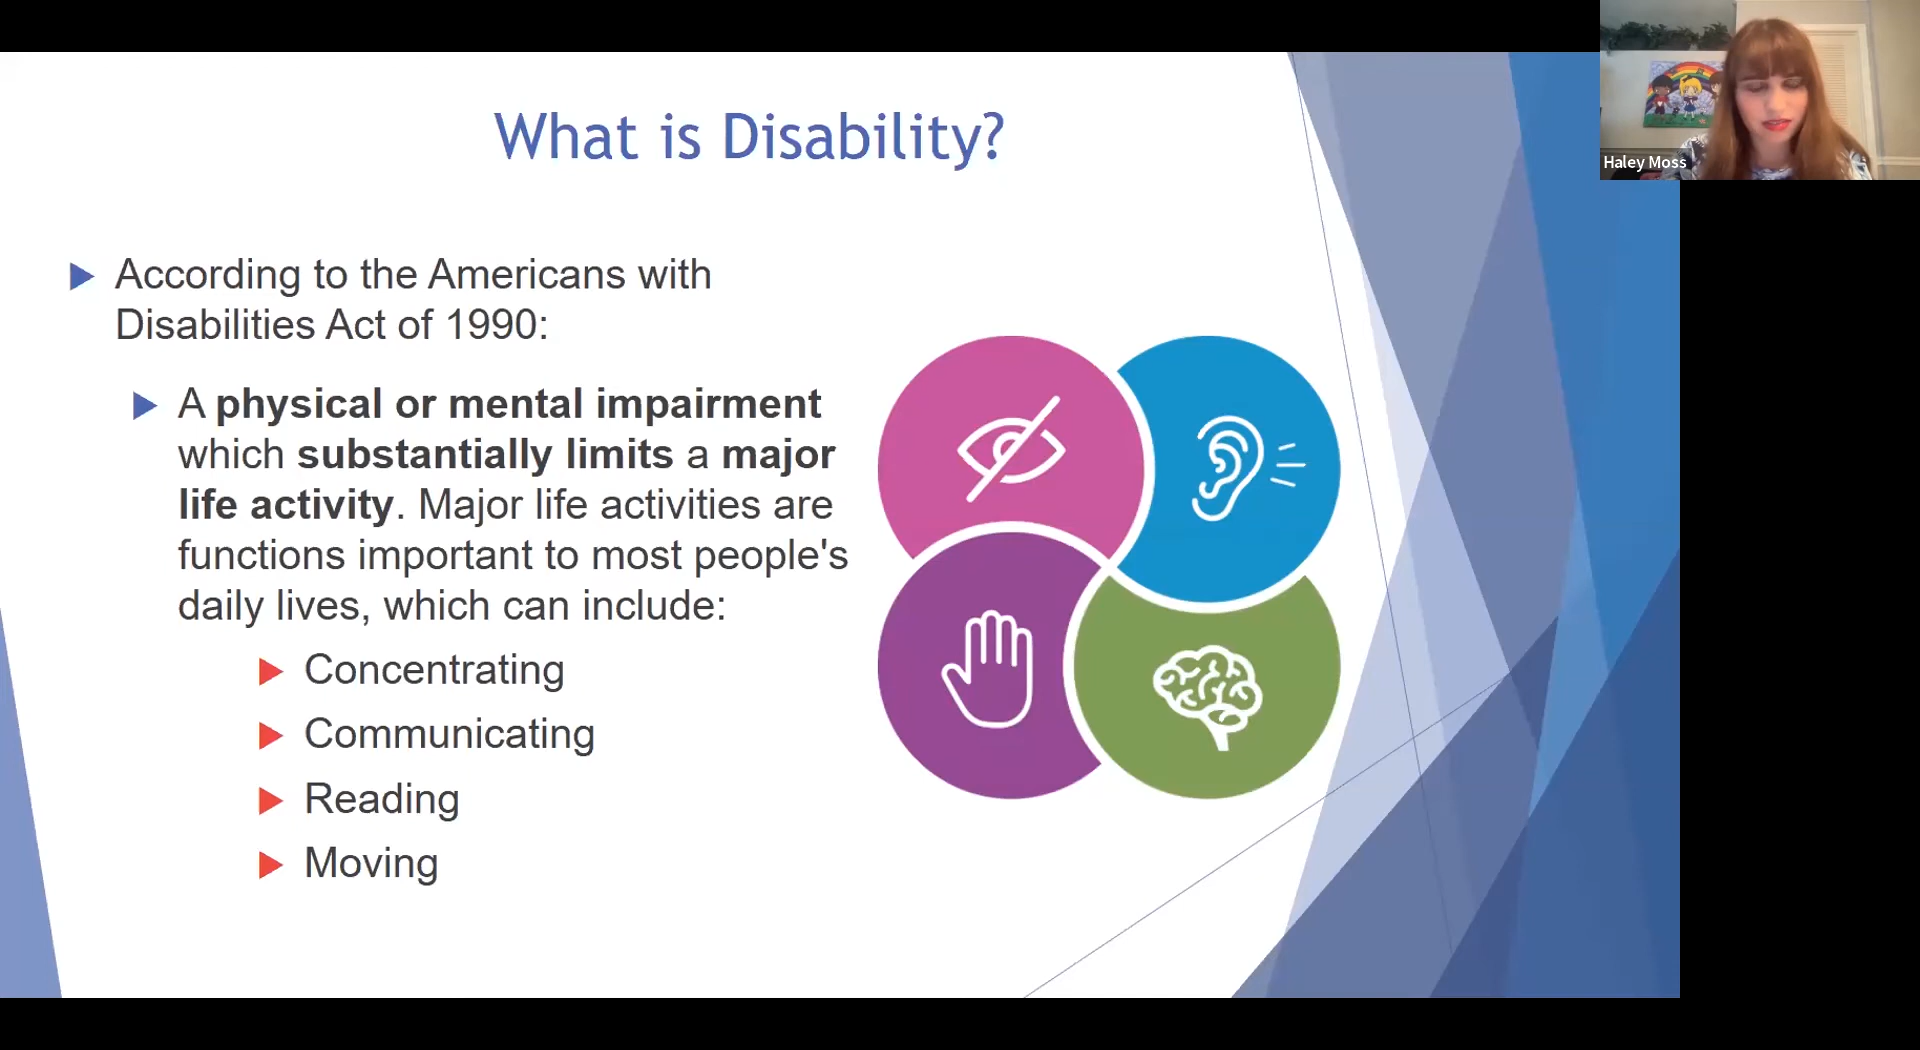 What is Disability?
Haley Moss
According to the Americans with
Disabilities Act of 1990:
A physical or mental impairment
which substantially limits a major
life activity. Major life activities are
functions important to most people's
daily lives, which can include:
Concentrating
Communicating
Reading
Moving